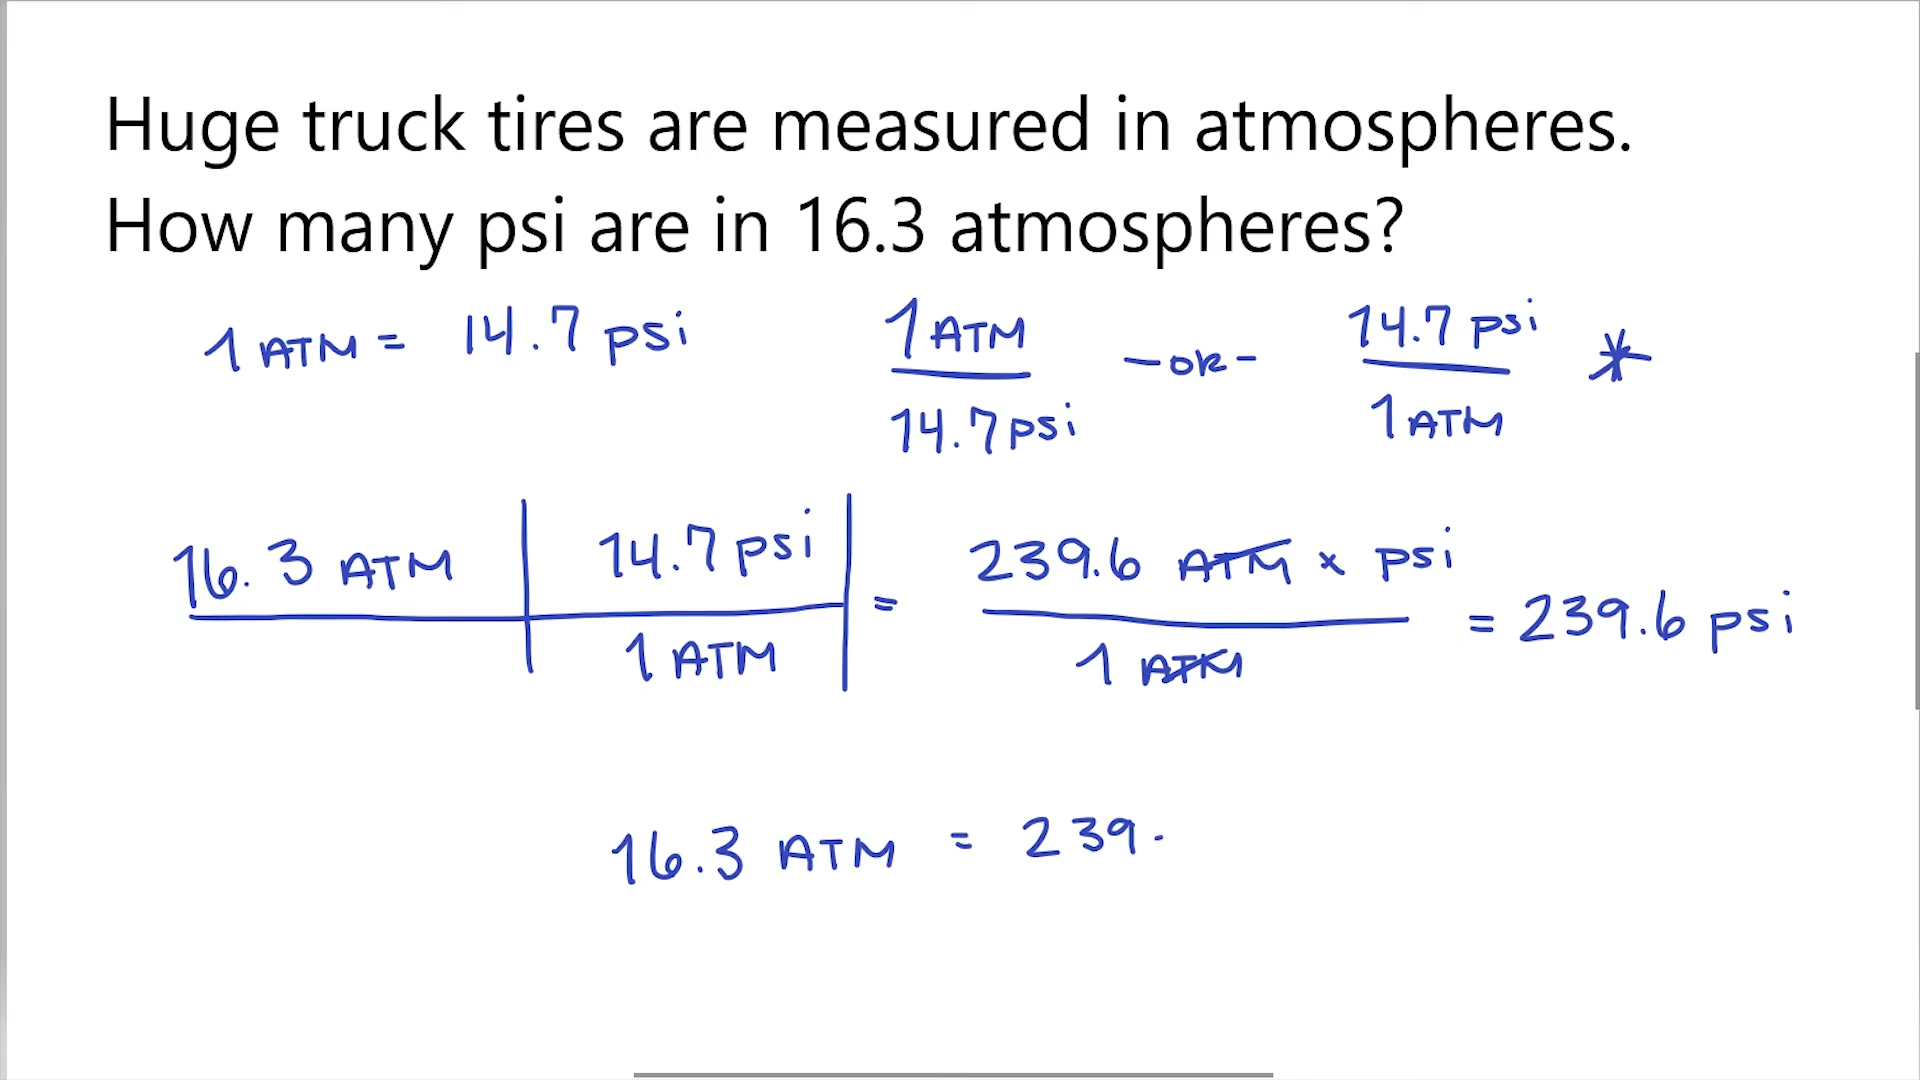 Huge truck tires are measured in atmospheres.
How many psi are in 16.3 atmospheres?
1 ATM = 14.7 psi
1 ATM
14.7 psi
-OR-
14.7 psi
1 ATM
*
16.3 ATM | 14.7 psi
1 ATM
=
239.6 ATM x psi
1 ATM
= 239.6 psi
16.3 ATM = 239.